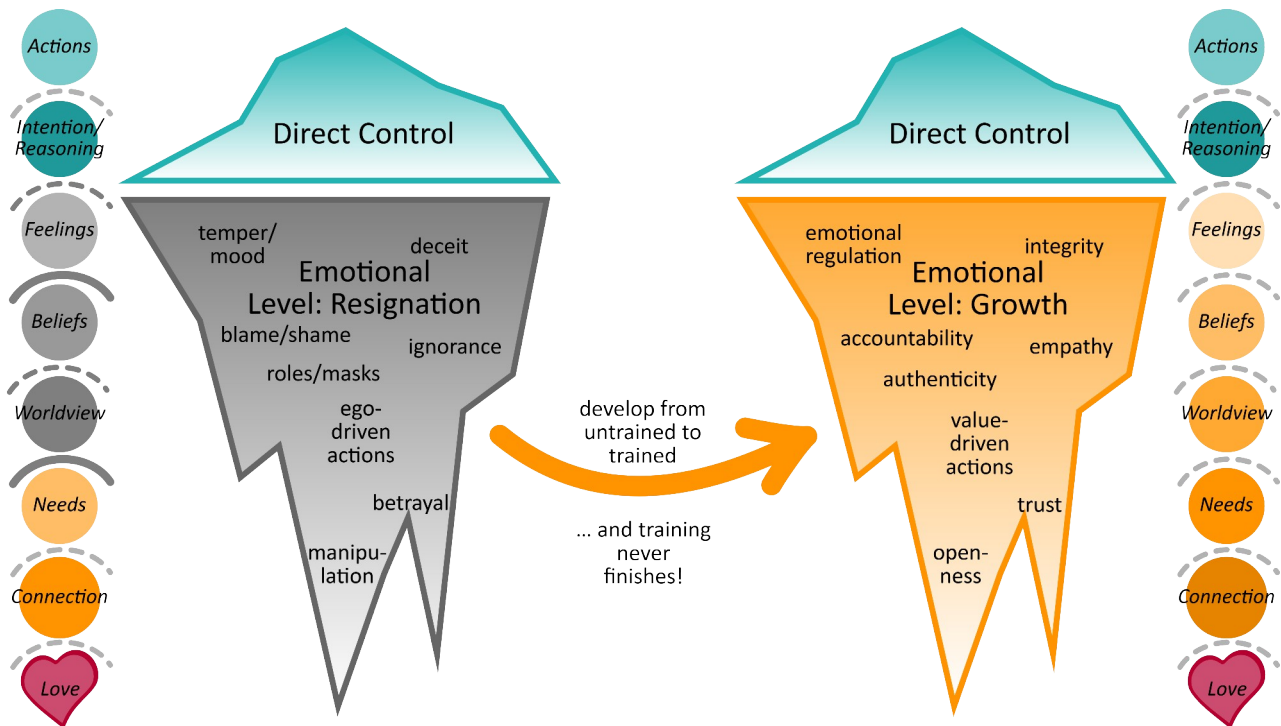 Actions
Intention/
Reasoning
Feelings
Beliefs
Worldview
Needs
Connection
Love
Direct Control
temper/
mood
deceit
Emotional
Level: Resignation
blame/shame
ignorance
roles/masks
ego-
driven
actions
betrayal
manipu-
lation
develop from
untrained to
trained
... and training
never
finishes!
Direct Control
emotional
regulation
integrity
Emotional
Level: Growth
accountability
empathy
authenticity
value-
driven
actions
trust
open-
ness
Actions
Intention/
Reasoning
Feelings
Beliefs
Worldview
Needs
Connection
Love